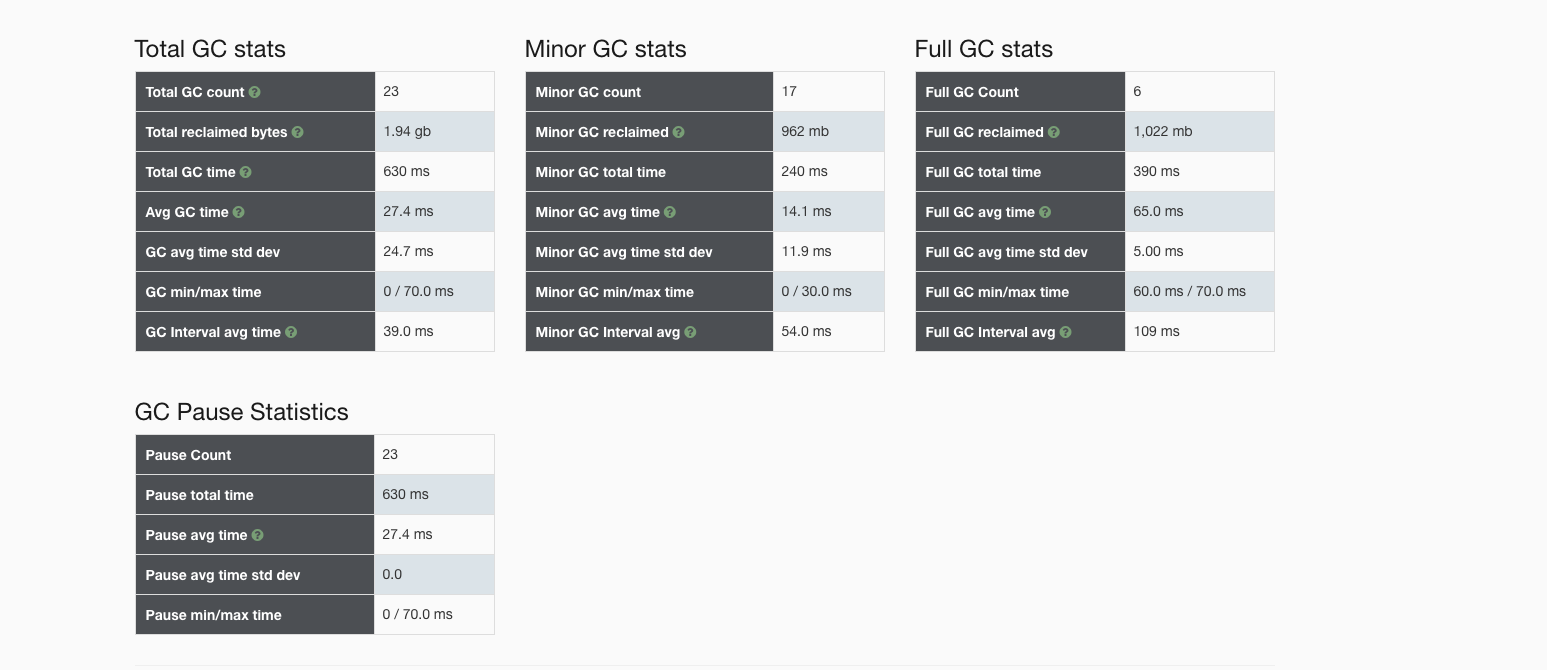 Total GC stats
Total GC count 23
Total reclaimed bytes 1.94 gb
Total GC time 630 ms
Avg GC time 27.4 ms
GC avg time std dev 24.7 ms
GC min/max time 0 / 70.0 ms
GC Interval avg time 39.0 ms
Minor GC stats
Minor GC count 17
Minor GC reclaimed 962 mb
Minor GC total time 240 ms
Minor GC avg time 14.1 ms
Minor GC avg time std dev 11.9 ms
Minor GC min/max time 0 / 30.0 ms
Minor GC Interval avg 54.0 ms
Full GC stats
Full GC Count 6
Full GC reclaimed 1,022 mb
Full GC total time 390 ms
Full GC avg time 65.0 ms
Full GC avg time std dev 5.00 ms
Full GC min/max time 60.0 ms / 70.0 ms
Full GC Interval avg 109 ms
GC Pause Statistics
Pause Count 23
Pause total time 630 ms
Pause avg time 27.4 ms
Pause avg time std dev 0.0
Pause min/max time 0 / 70.0 ms